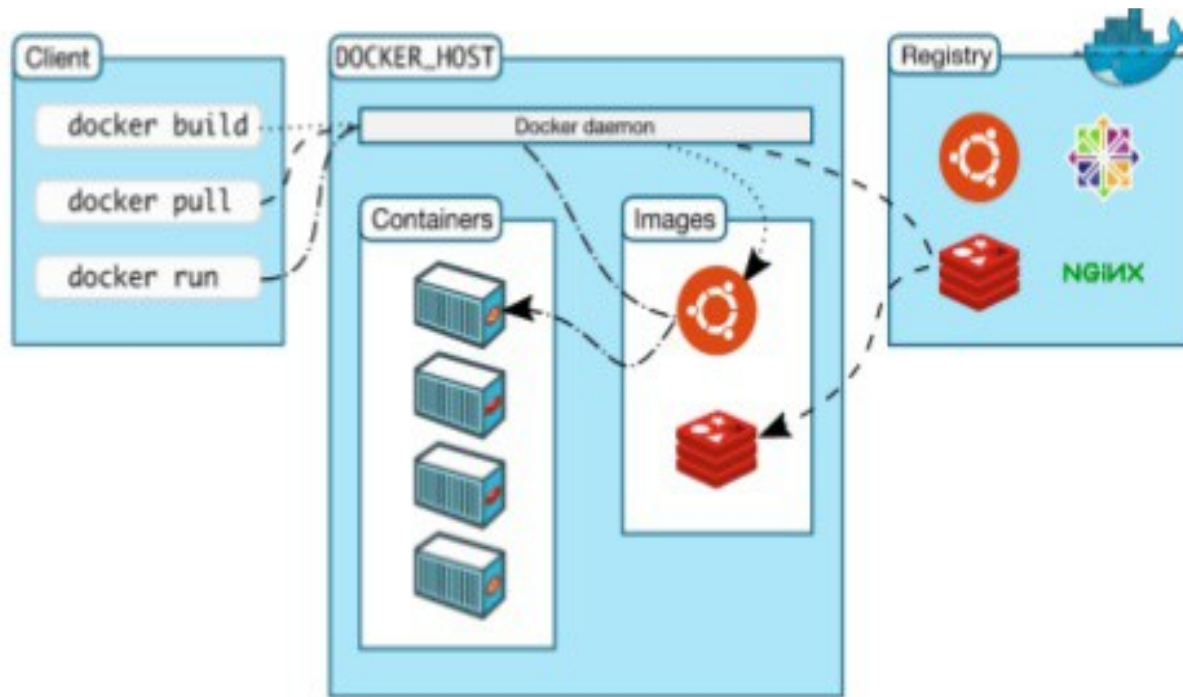 Client
docker build
docker pull
docker run
DOCKER_HOST
Docker daemon
Containers
Images
Registry
NGiNX